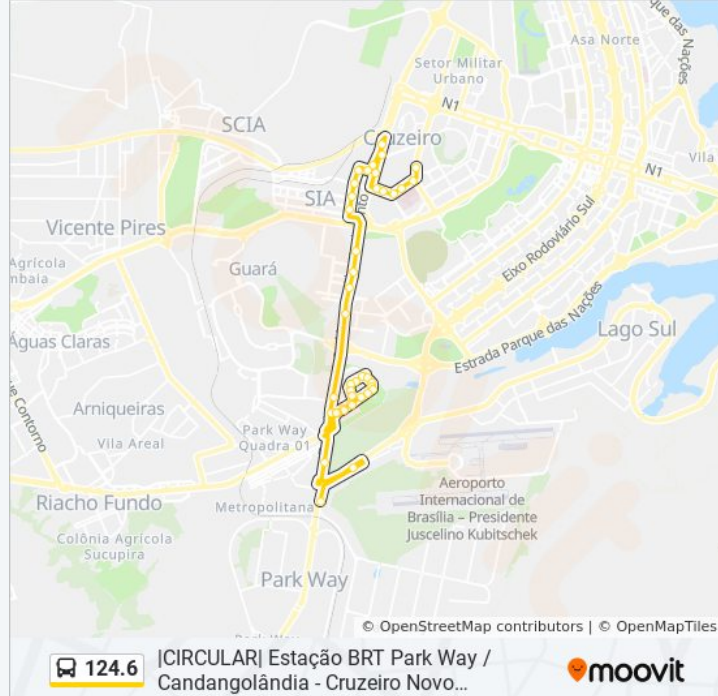 das Nações
Asa Norte
Setor Militar
Urbano
N1
SCIA
Cruzeiro
Vila
N1
SIA
Vicente Pires
Eixo Rodoviário Sul
Agrícola
Guará
Estrada Parque das Nações
Lago Sul
Águas Claras
Contorno
Arniqueiras
Park Way
Quadra 01
Vila Areal
Aeroporto
Internacional de
Brasília – Presidente
Juscelino Kubitschek
Riacho Fundo
Metropolitana
Colônia Agrícola
Sucupira
Park Way
© OpenStreetMap contributors | © OpenMapTiles
124.6
|CIRCULAR| Estação BRT Park Way /
Candangolândia - Cruzeiro Novo…
moovit